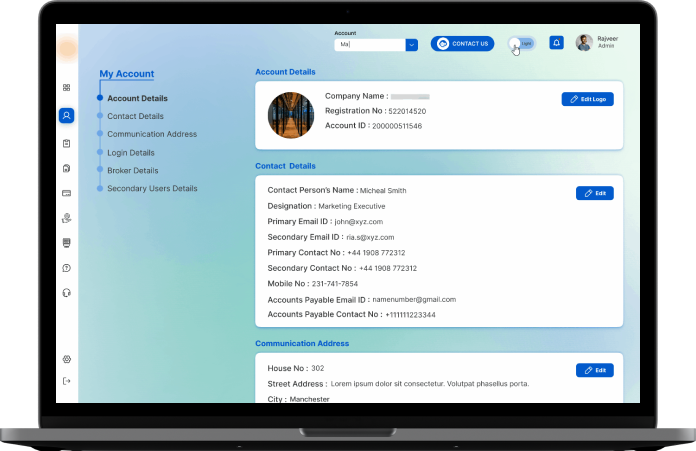 Account
Ma
CONTACT US
Rajveer
Admin
My Account
Account Details
Contact Details
Communication Address
Login Details
Broker Details
Secondary Users Details
Account Details
Company Name :
Registration No : 522014520
Account ID : 200000511546
Edit Logo
Contact Details
Contact Person's Name : Micheal Smith
Edit
Designation : Marketing Executive
Primary Email ID : john@xyz.com
Secondary Email ID : ria.s@xyz.com
Primary Contact No : +44 1908 772312
Secondary Contact No : +44 1908 772312
Mobile No : 231-741-7854
Accounts Payable Email ID : namenumber@gmail.com
Accounts Payable Contact No : +111111223344
Communication Address
House No : 302
Edit
Street Address : Lorem ipsum dolor sit consectetur. Volutpat phasellus porta.
City : Manchester